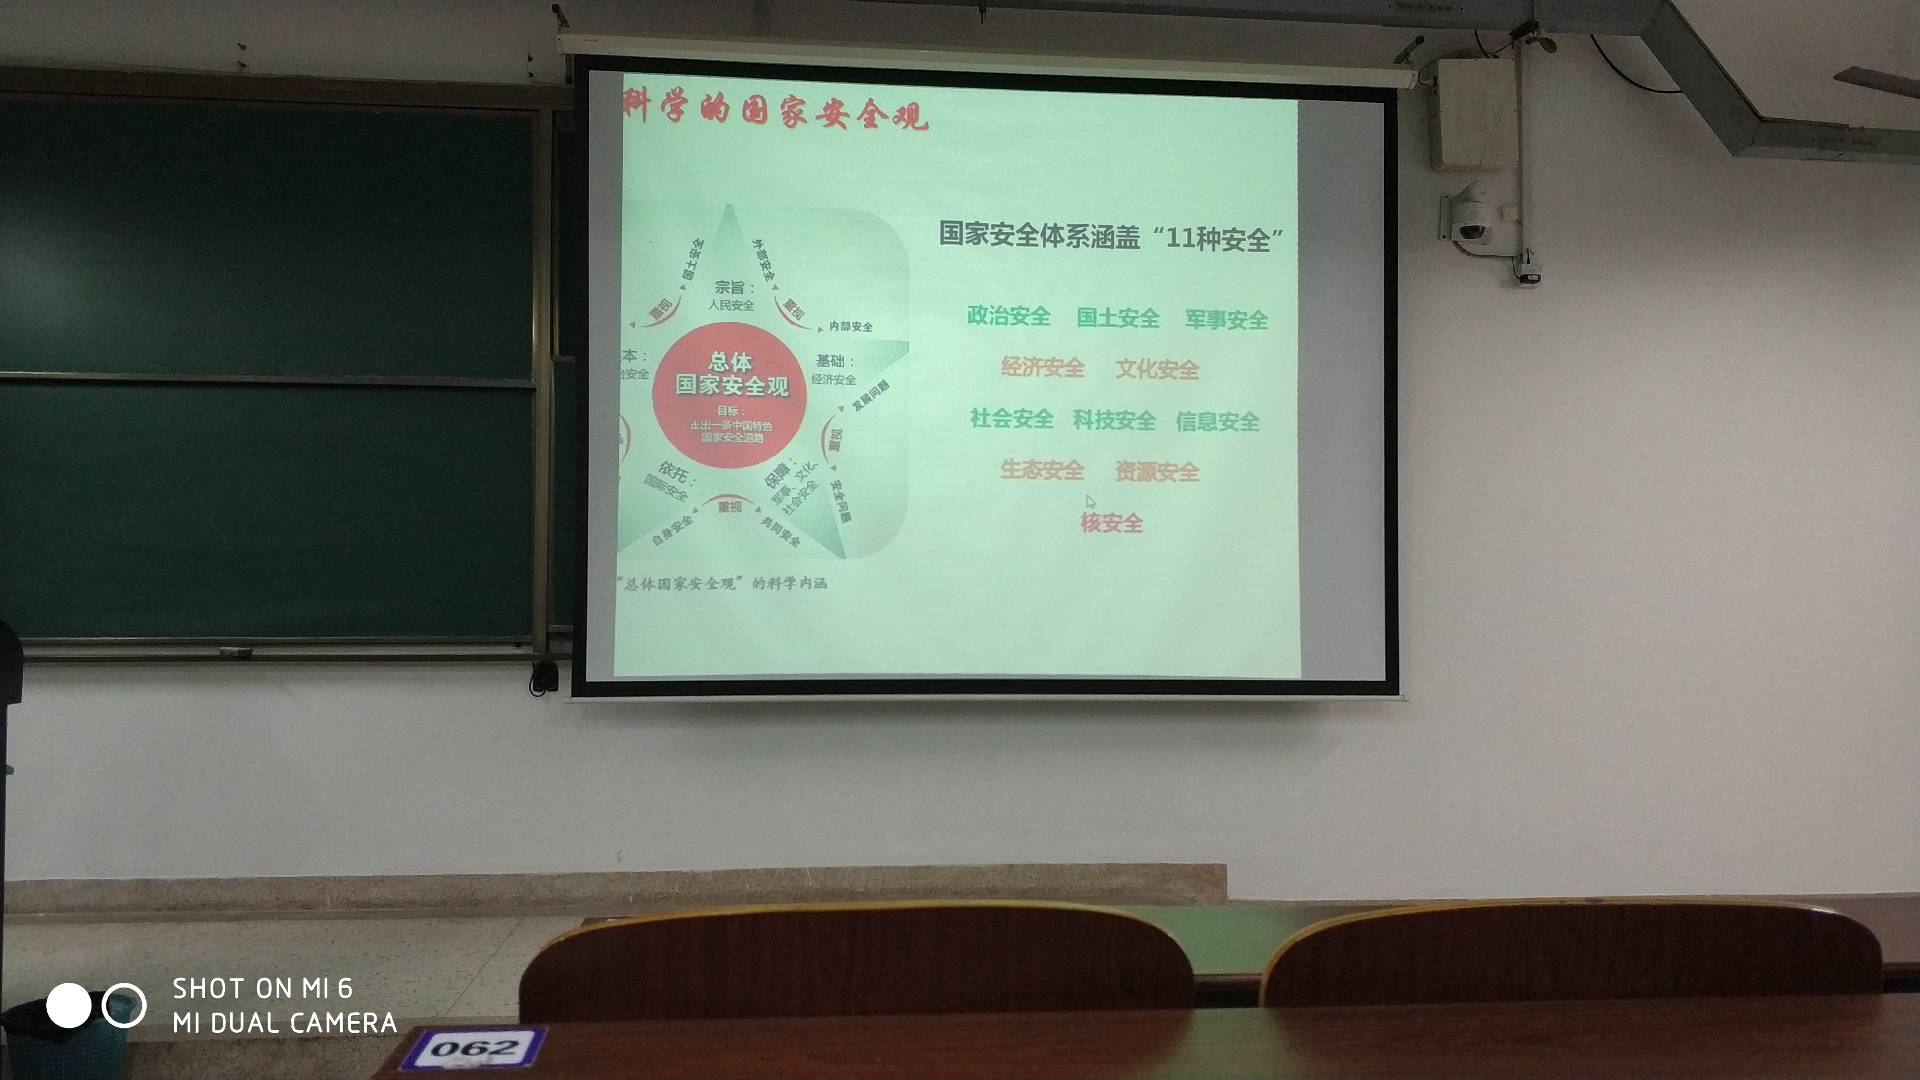 科学的国家安全观
国家安全体系涵盖“11种安全”
政治安全 国土安全 军事安全
经济安全 文化安全
社会安全 科技安全 信息安全
生态安全 资源安全
核安全
国土安全
外部安全
重视
重视
宗旨：
人民安全
内部安全
本：
治安全
总体
国家安全观
目标：
走出一条中国特色
国家安全道路
基础：
经济安全
发展问题
重视
安全问题
依托：
国际安全
保障：
军事、文化、
社会安全
重视
自身安全
共同安全
“总体国家安全观”的科学内涵
SHOT ON MI 6
MI DUAL CAMERA
062